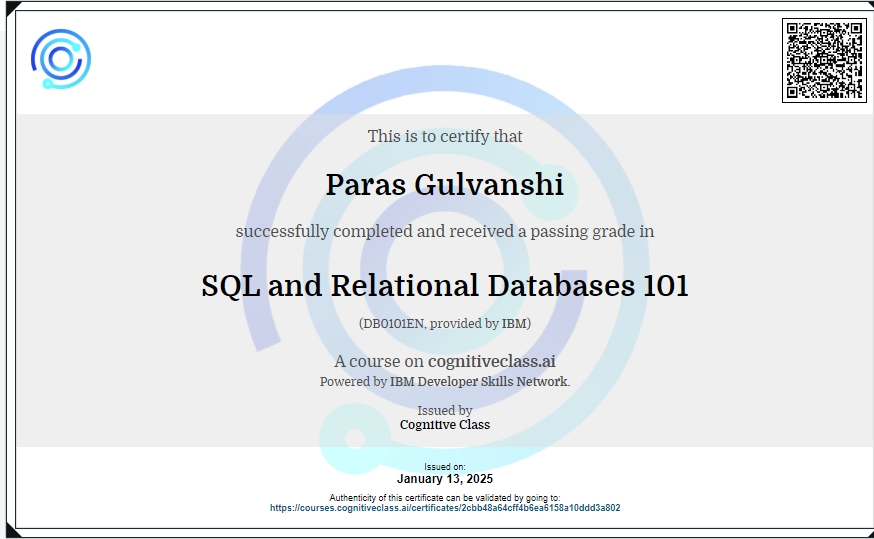 This is to certify that
Paras Gulvanshi
successfully completed and received a passing grade in
SQL and Relational Databases 101
(DB0101EN, provided by IBM)
A course on cognitiveclass.ai
Powered by IBM Developer Skills Network.
Issued by
Cognitive Class
Issued on:
January 13, 2025
Authenticity of this certificate can be validated by going to:
https://courses.cognitiveclass.ai/certificates/2cbb48a64cff4b6ea6158a10ddd3a802